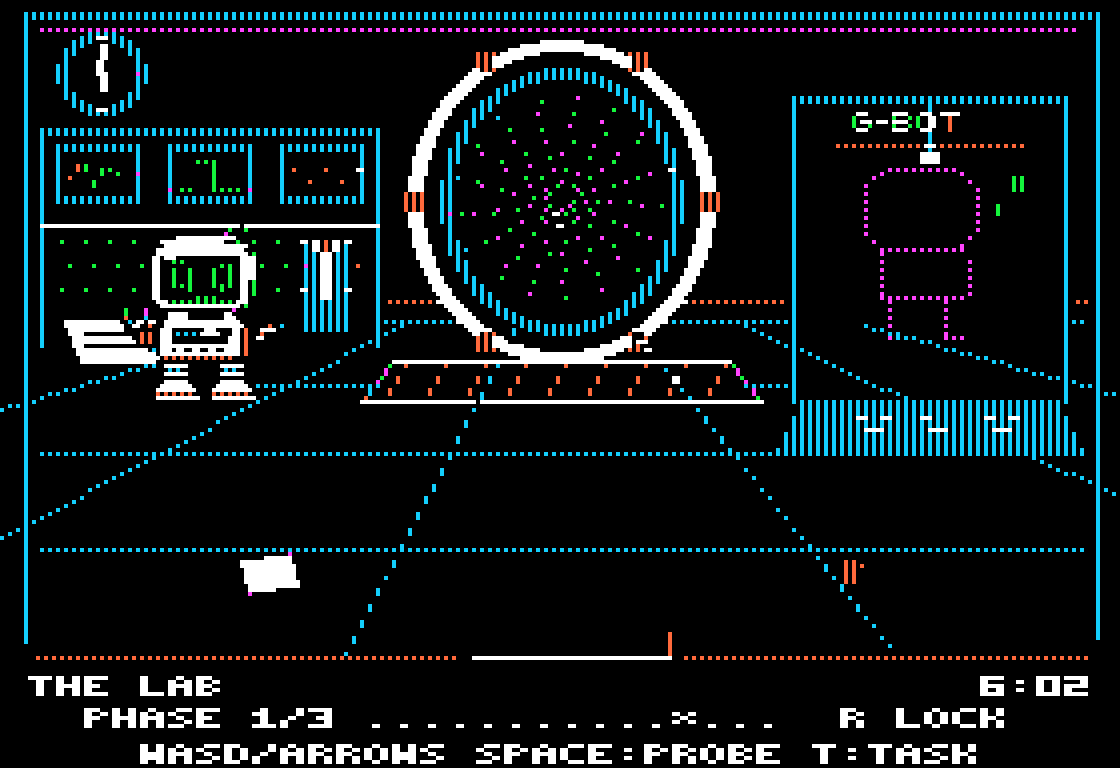 G-BOT
THE LAB 6:02
PHASE 1/3 ...........×... R LOCK
WASD/ARROWS SPACE:PROBE T:TASK